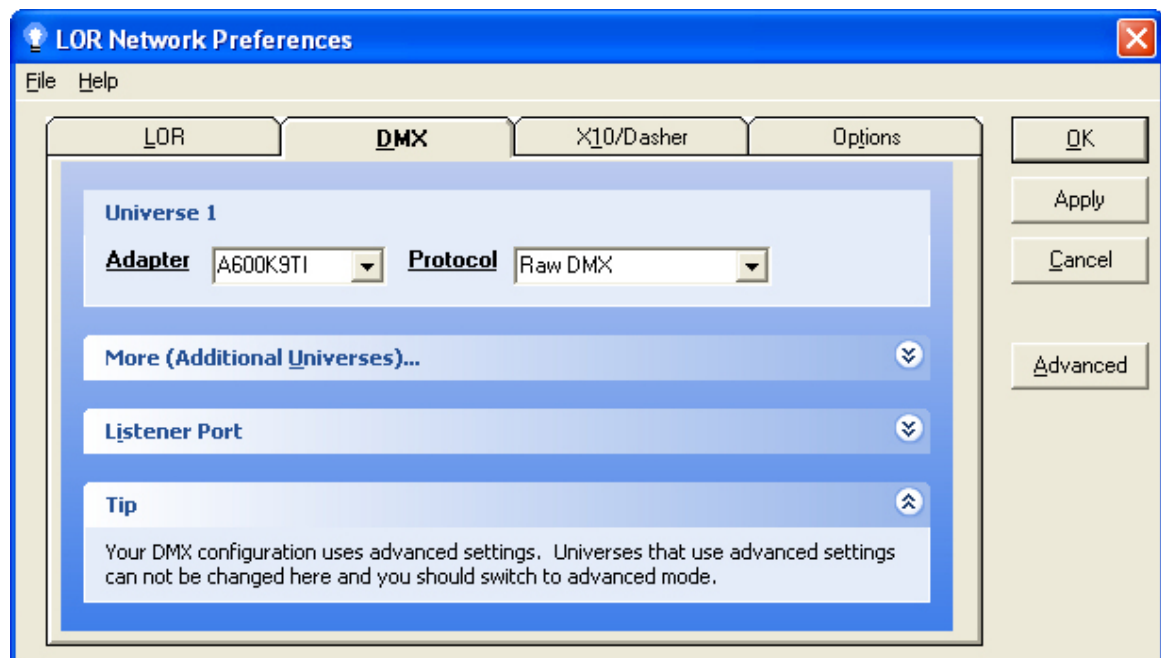 LOR Network Preferences
File Help
LOR DMX X10/Dasher Options
OK
Apply
Cancel
Advanced
Universe 1
Adapter A600K9TI Protocol Raw DMX
More (Additional Universes)...
Listener Port
Tip
Your DMX configuration uses advanced settings. Universes that use advanced settings
can not be changed here and you should switch to advanced mode.